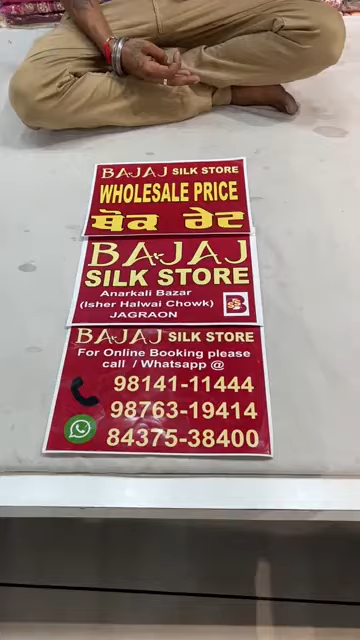 BAJAJ SILK STORE
WHOLESALE PRICE
ਥੋਕ ਰੇਟ
BAJAJ
SILK STORE
Anarkali Bazar
(Isher Halwai Chowk)
JAGRAON
BAJAJ SILK STORE
For Online Booking please
call / Whatsapp @
98141-11444
98763-19414
84375-38400